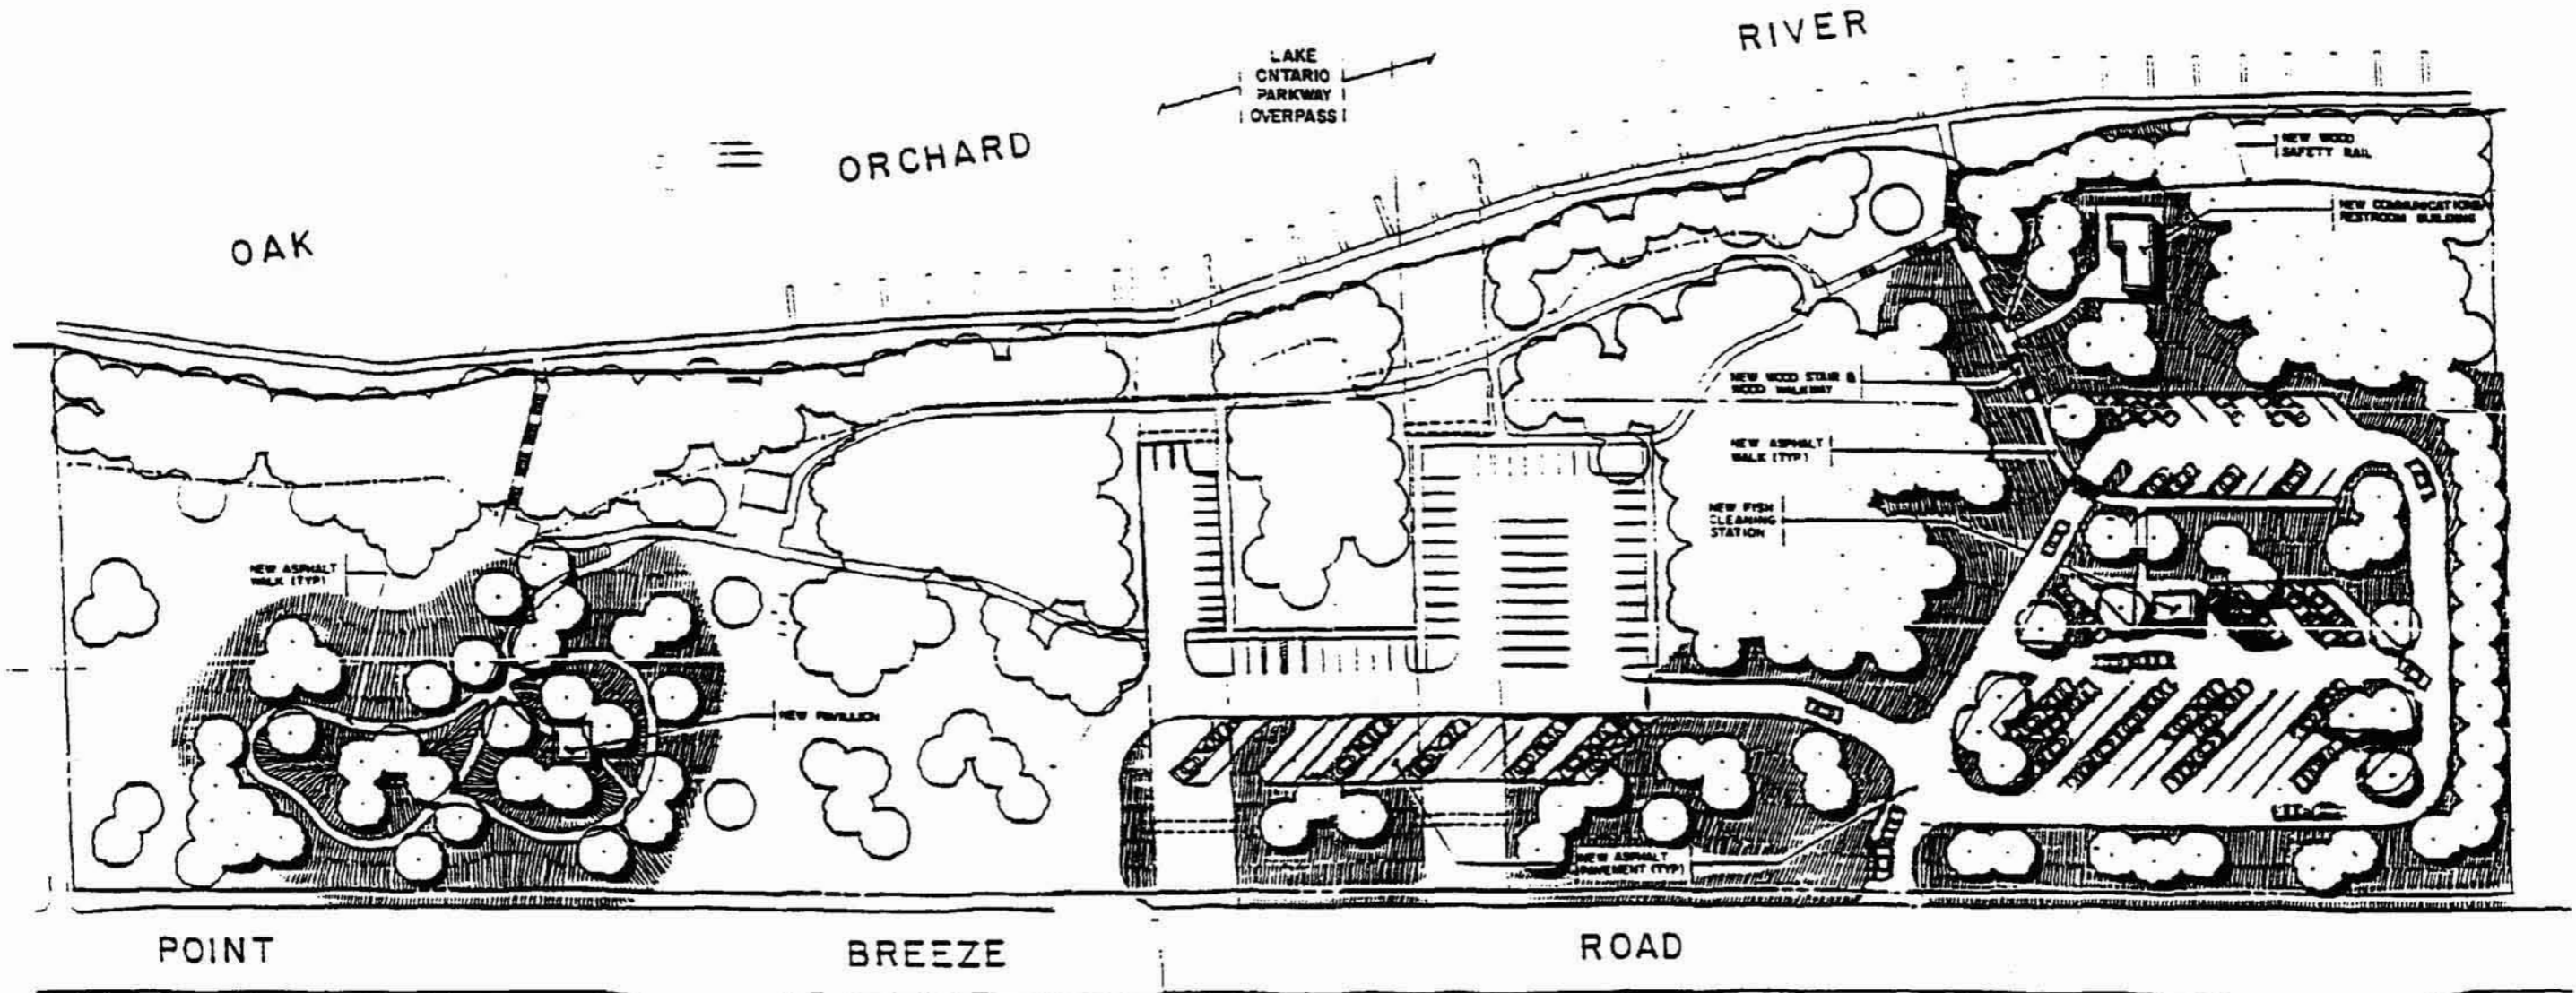 RIVER
LAKE
CNTARIO
PARKWAY
OVERPASS
ORCHARD
OAK
NEW WOOD
SAFETY RAIL
NEW COMMUNICATIONS/
RESTROOM BUILDING
NEW WOOD STAIR &
WOOD WALKWAY
NEW ASPHALT
WALK (TYP)
NEW FISH
CLEANING
STATION
NEW ASPHALT
WALK (TYP)
NEW PAVILLION
NEW ASPHALT
PAVEMENT (TYP)
POINT BREEZE ROAD